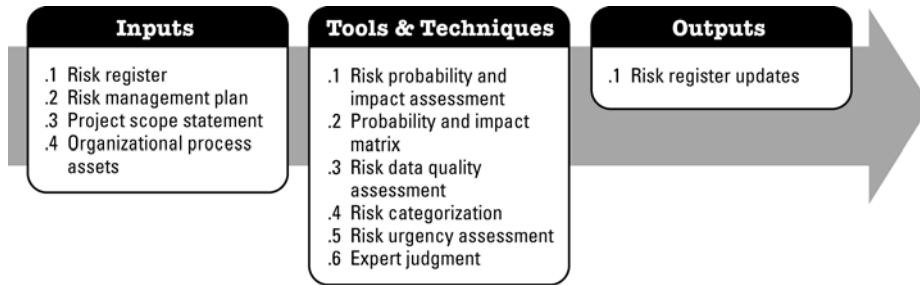 Inputs
.1 Risk register
.2 Risk management plan
.3 Project scope statement
.4 Organizational process
assets
Tools & Techniques
.1 Risk probability and
impact assessment
.2 Probability and impact
matrix
.3 Risk data quality
assessment
.4 Risk categorization
.5 Risk urgency assessment
.6 Expert judgment
Outputs
.1 Risk register updates